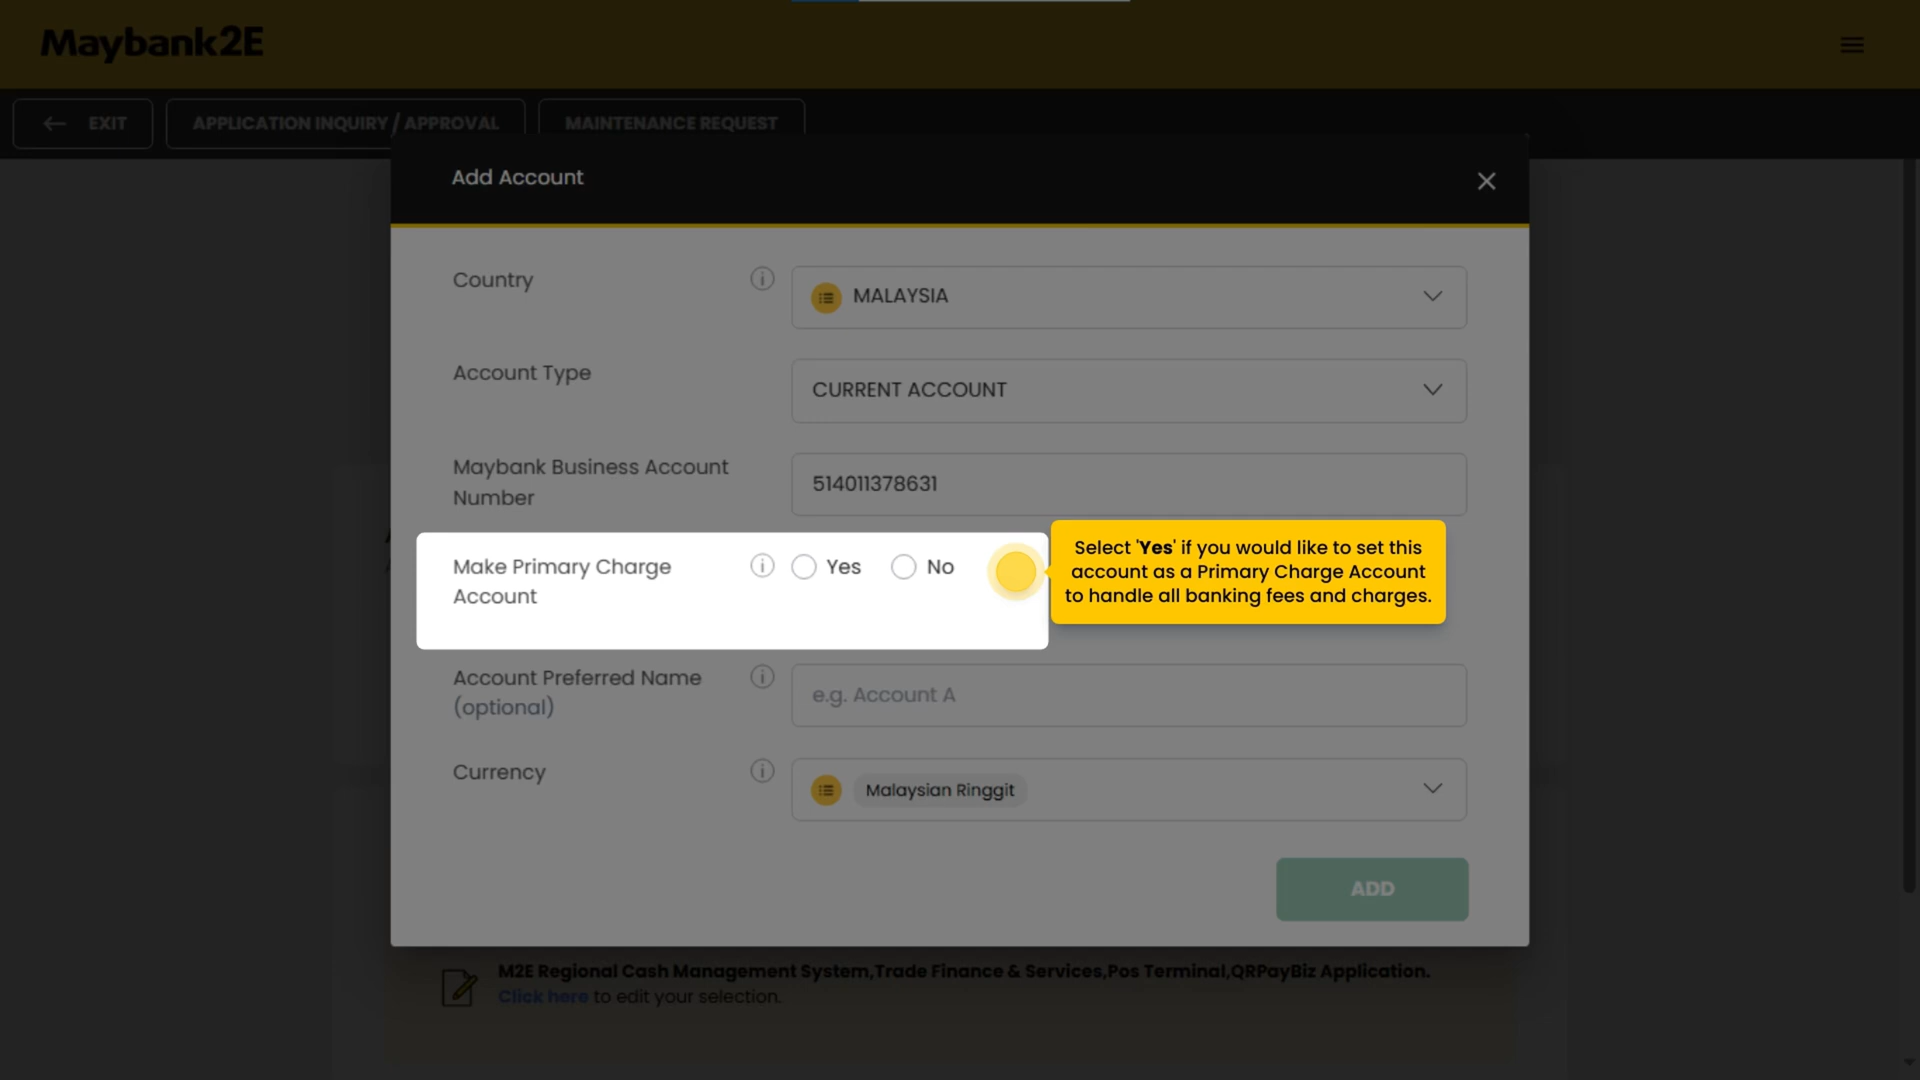 Maybank2E
EXIT
APPLICATION INQUIRY / APPROVAL
MAINTENANCE REQUEST
Add Account
Country
MALAYSIA
Account Type
CURRENT ACCOUNT
Maybank Business Account
Number
514011378631
Make Primary Charge
Account
Yes
No
Select 'Yes' if you would like to set this
account as a Primary Charge Account
to handle all banking fees and charges.
Account Preferred Name
(optional)
e.g. Account A
Currency
Malaysian Ringgit
ADD
M2E Regional Cash Management System,Trade Finance & Services,Pos Terminal,QRPayBiz Application.
Click here to edit your selection.